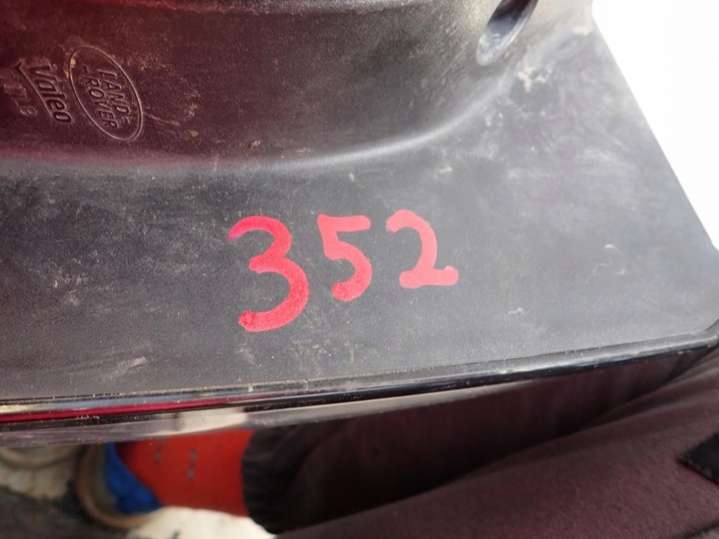 LAND-
ROVER
Valeo
352